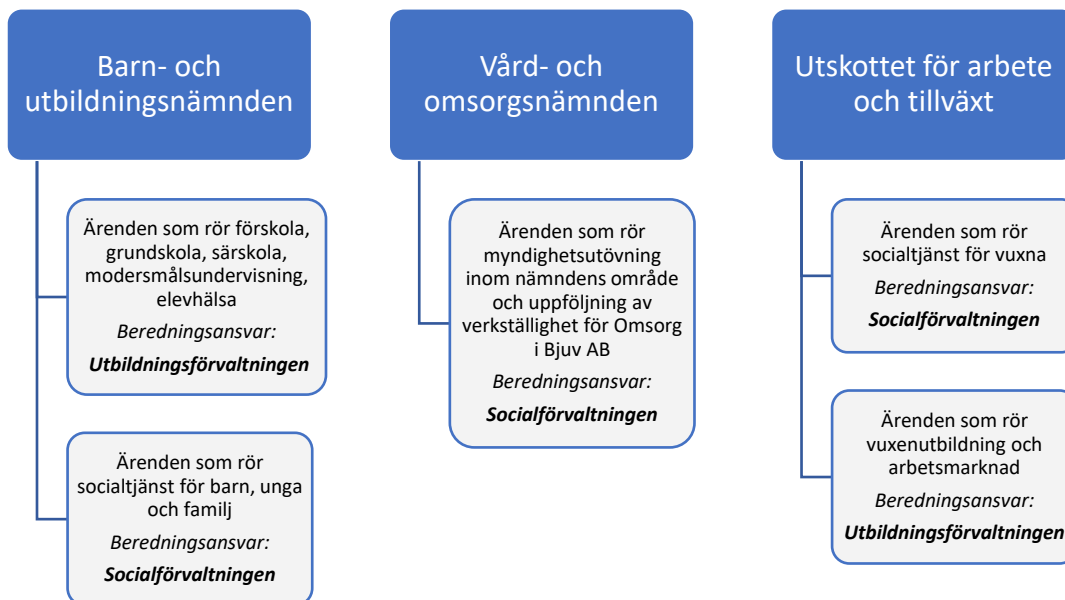 Barn- och
utbildningsnämnden
Ärenden som rör förskola,
grundskola, särskola,
modersmålsundervisning,
elevhälsa
Beredningsansvar:
Utbildningsförvaltningen
Ärenden som rör
socialtjänst för barn, unga
och familj
Beredningsansvar:
Socialförvaltningen
Vård- och
omsorgsnämnden
Ärenden som rör
myndighetsutövning
inom nämndens område
och uppföljning av
verkställighet för Omsorg
i Bjuv AB
Beredningsansvar:
Socialförvaltningen
Utskottet för arbete
och tillväxt
Ärenden som rör
socialtjänst för vuxna
Beredningsansvar:
Socialförvaltningen
Ärenden som rör
vuxenutbildning och
arbetsmarknad
Beredningsansvar:
Utbildningsförvaltningen